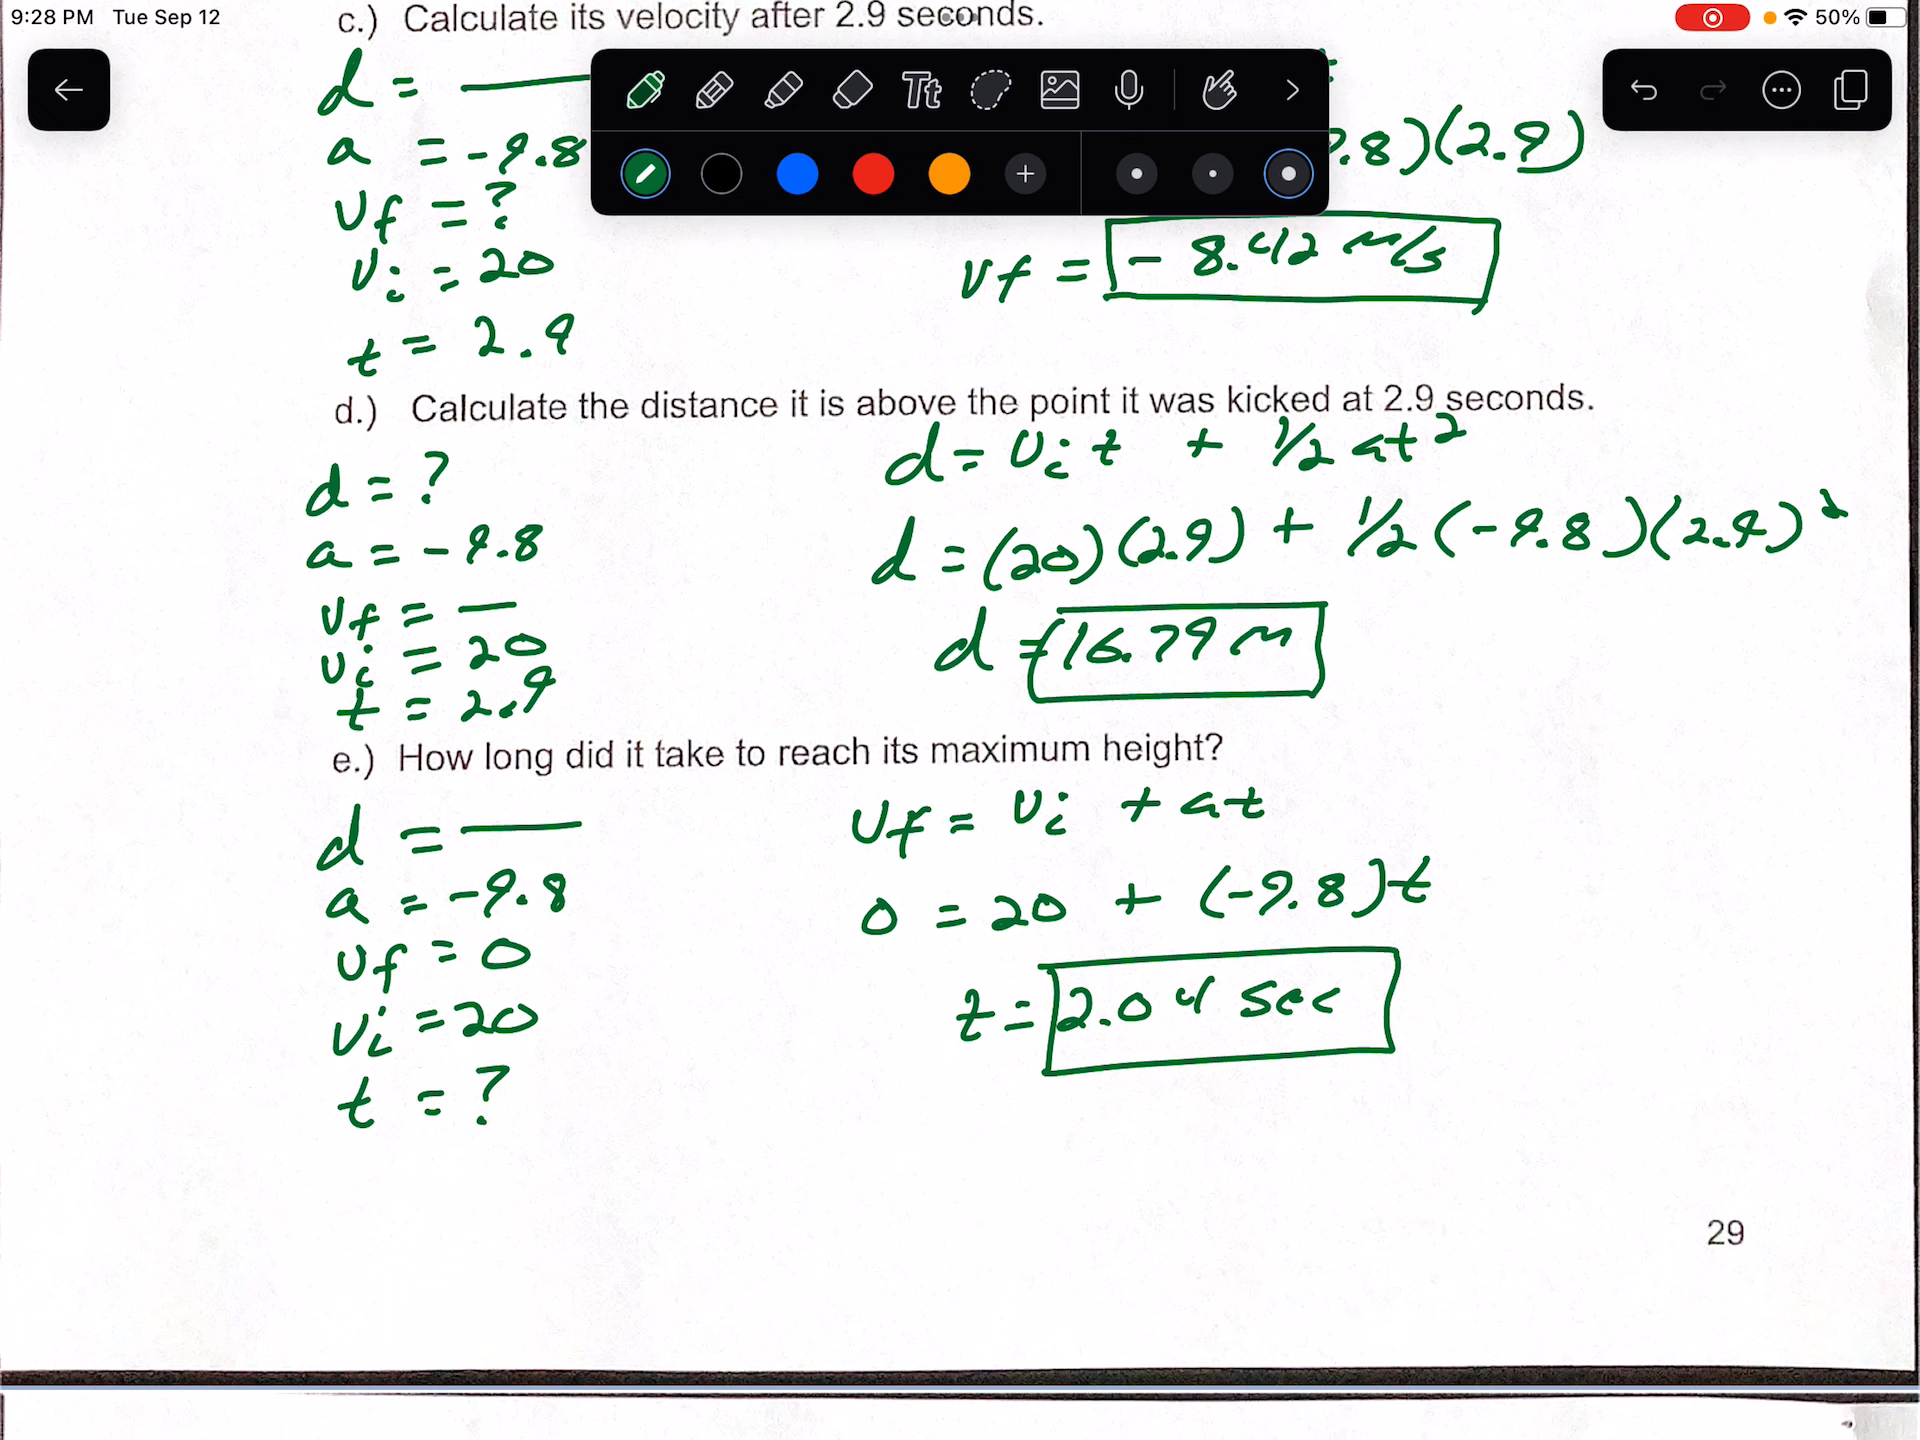 9:28 PM Tue Sep 12
50%
c.) Calculate its velocity after 2.9 seconds.
Tt
d =
a = -9.8
.8)(2.9)
vf = ?
vi = 20
vf = - 8.42 m/s
t = 2.9
d.) Calculate the distance it is above the point it was kicked at 2.9 seconds.
d = vi t + 1/2 at²
d = ?
a = -9.8
d = (20)(2.9) + 1/2 (-9.8)(2.9)²
vf = —
vi = 20
d = 16.79 m
t = 2.9
e.) How long did it take to reach its maximum height?
d = —
vf = vi + at
a = -9.8
0 = 20 + (-9.8)t
vf = 0
vi = 20
t = 2.04 sec
t = ?
29